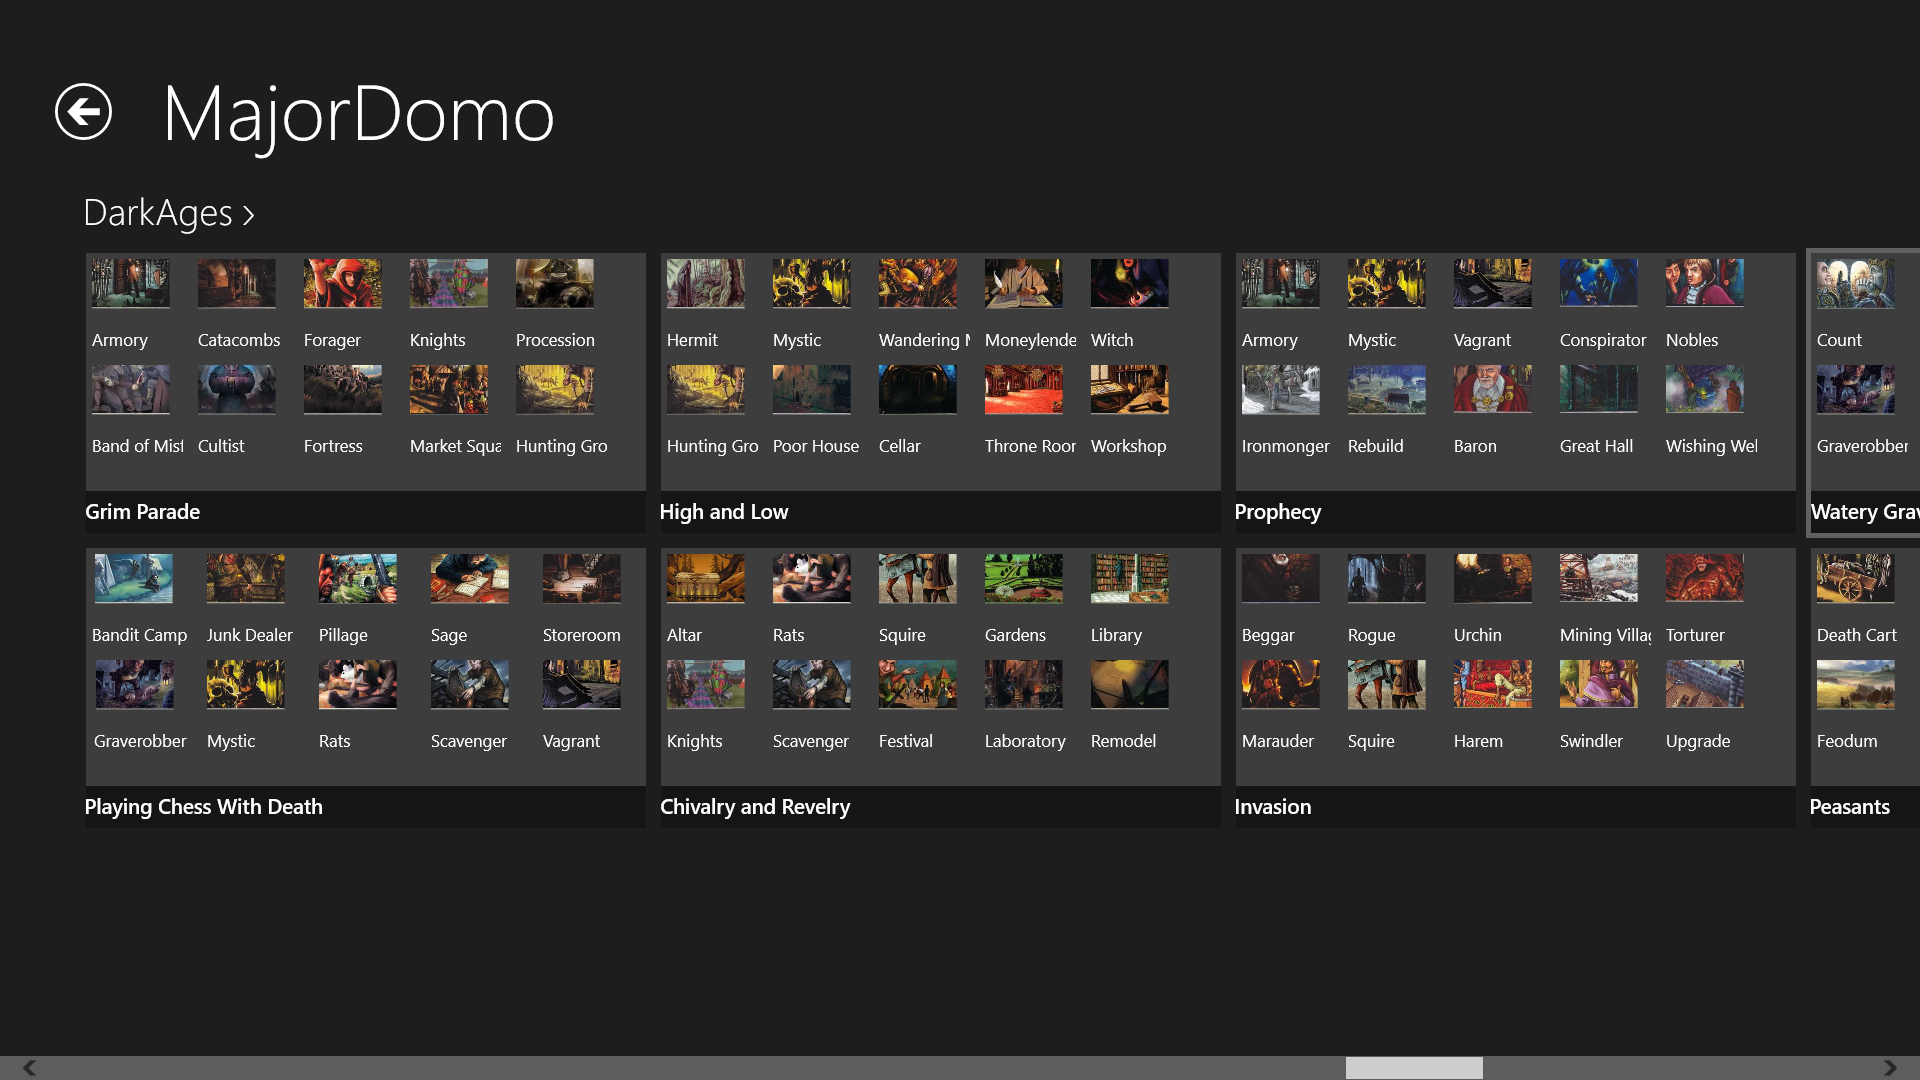 MajorDomo
DarkAges >
Armory Catacombs Forager Knights Procession
Band of Misf Cultist Fortress Market Squa Hunting Gro
Grim Parade
Hermit Mystic Wandering M Moneylende Witch
Hunting Gro Poor House Cellar Throne Roor Workshop
High and Low
Armory Mystic Vagrant Conspirator Nobles
Ironmonger Rebuild Baron Great Hall Wishing Wel
Prophecy
Count
Graverobber
Watery Grav
Bandit Camp Junk Dealer Pillage Sage Storeroom
Graverobber Mystic Rats Scavenger Vagrant
Playing Chess With Death
Altar Rats Squire Gardens Library
Knights Scavenger Festival Laboratory Remodel
Chivalry and Revelry
Beggar Rogue Urchin Mining Villag Torturer
Marauder Squire Harem Swindler Upgrade
Invasion
Death Cart
Feodum
Peasants